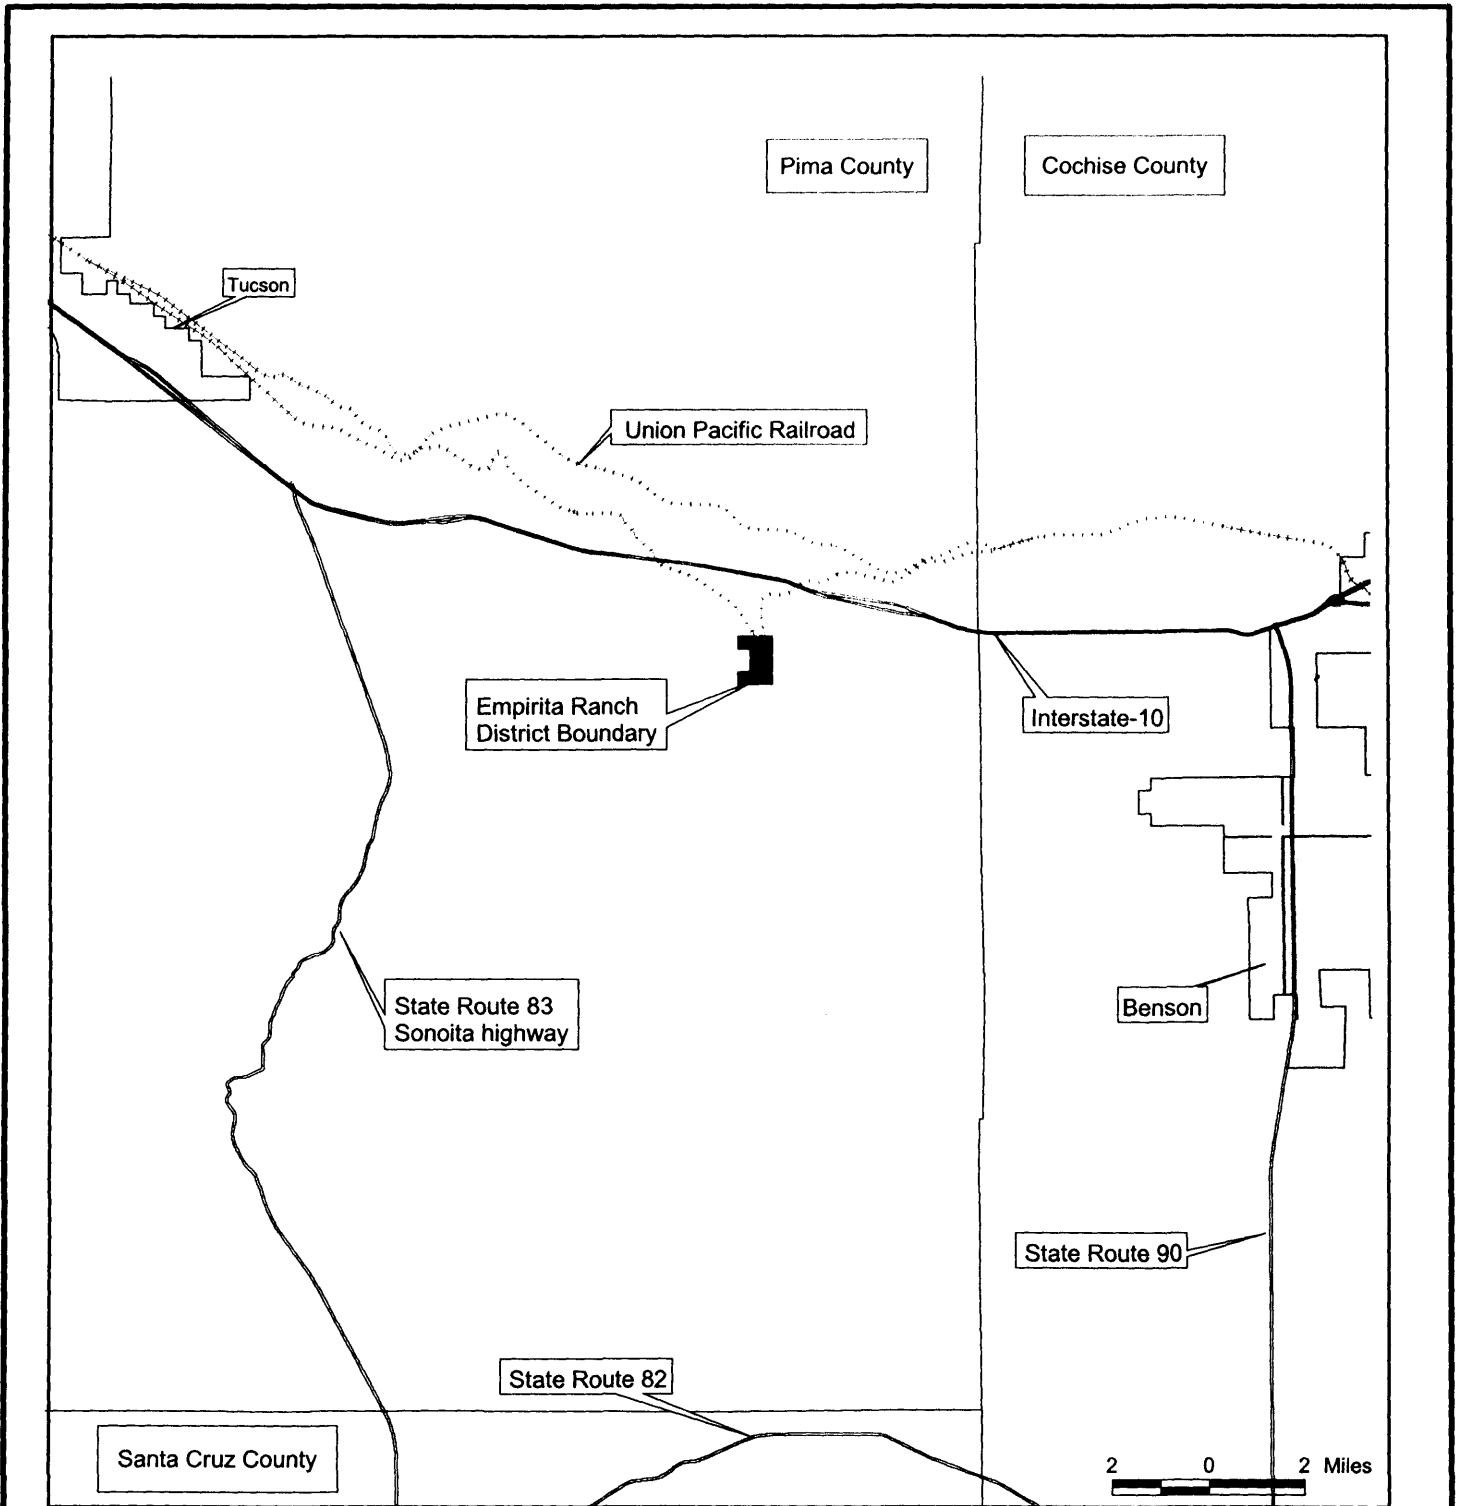 Pima County
Cochise County
Tucson
Union Pacific Railroad
Empirita Ranch
District Boundary
Interstate-10
State Route 83
Sonoita highway
Benson
State Route 90
State Route 82
Santa Cruz County
2 0 2 Miles